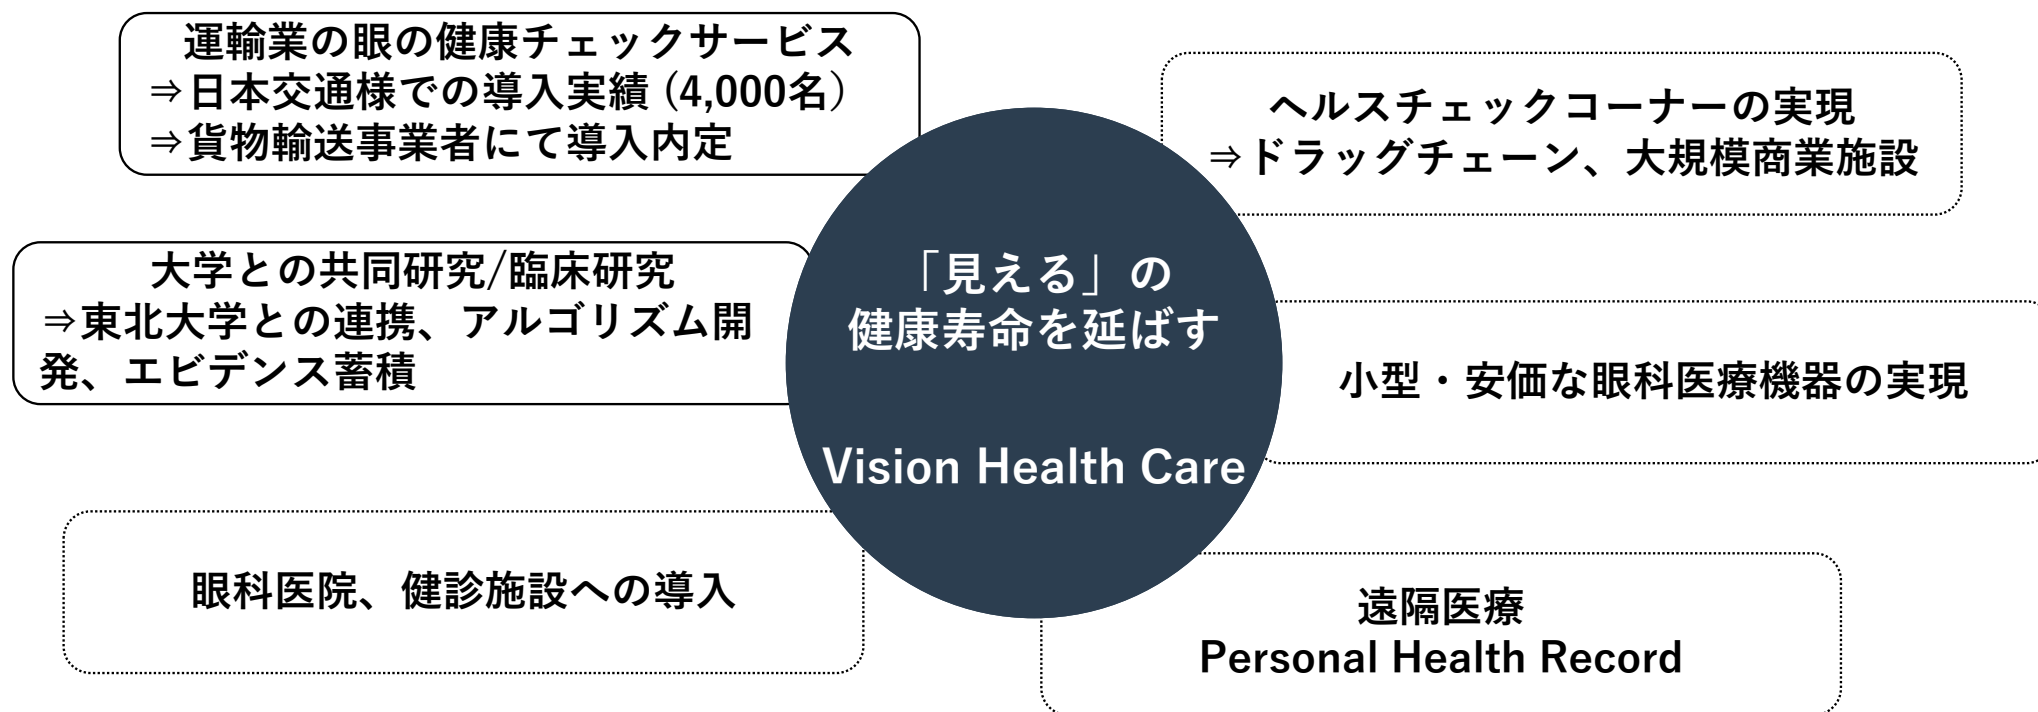 運輸業の眼の健康チェックサービス
⇒日本交通様での導入実績 (4,000名)
⇒貨物輸送事業者にて導入内定
大学との共同研究/臨床研究
⇒東北大学との連携、アルゴリズム開
発、エビデンス蓄積
眼科医院、健診施設への導入
「見える」の
健康寿命を延ばす
Vision Health Care
ヘルスチェックコーナーの実現
⇒ドラッグチェーン、大規模商業施設
小型・安価な眼科医療機器の実現
遠隔医療
Personal Health Record